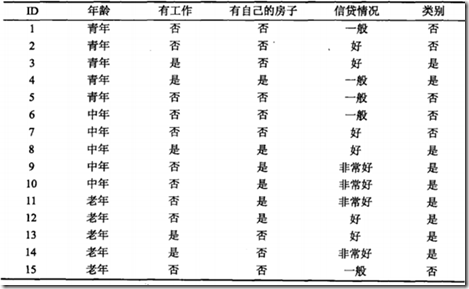 ID 年龄 有工作 有自己的房子 信贷情况 类别
1 青年 否 否 一般 否
2 青年 否 否 好 否
3 青年 是 否 好 是
4 青年 是 是 一般 是
5 青年 否 否 一般 否
6 中年 否 否 一般 否
7 中年 否 否 好 否
8 中年 是 是 好 是
9 中年 否 是 非常好 是
10 中年 否 是 非常好 是
11 老年 否 是 非常好 是
12 老年 否 是 好 是
13 老年 是 否 好 是
14 老年 是 否 非常好 是
15 老年 否 否 一般 否